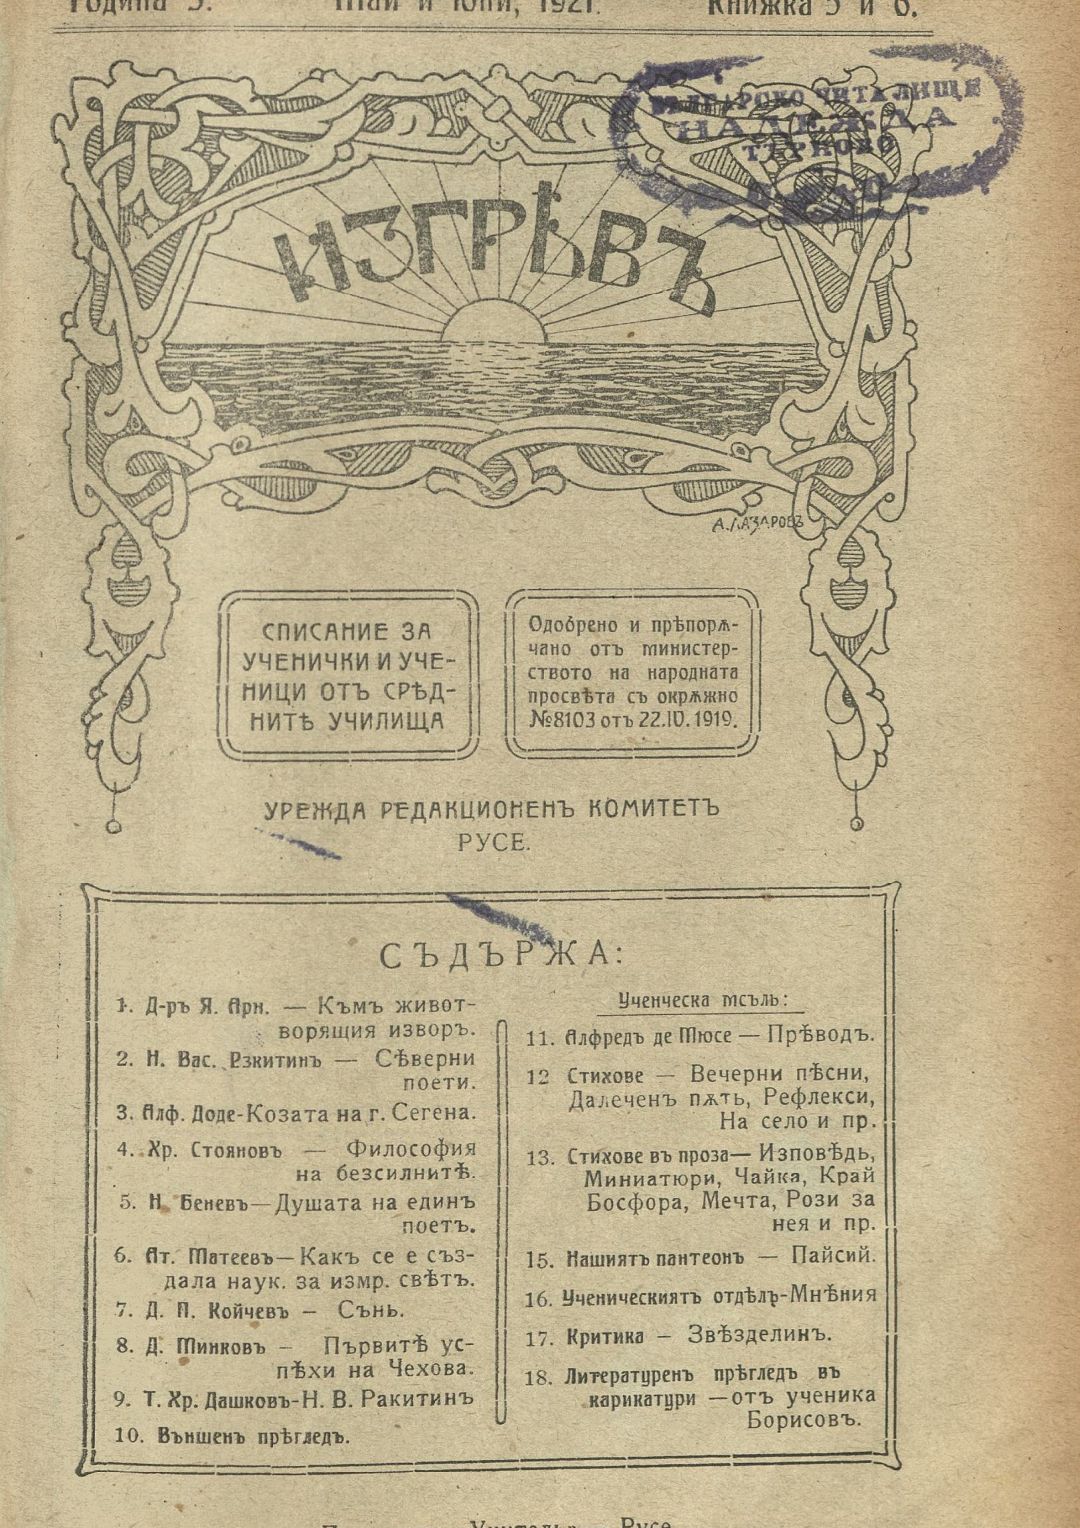 Година 3. Май и Юни, 1921. Книжка 5 и 6.
БЪЛГАРСКО ЧИТАЛИЩЕ
НАДЕЖДА
ТЪРНОВО
ИЗГРѢВЪ
А. ЛАЗАРОВЪ
СПИСАНИЕ ЗА
УЧЕНИЧКИ И УЧЕ-
НИЦИ ОТЪ СРѢД-
НИТѢ УЧИЛИЩА
Одобрено и прѣпорѫ-
чано отъ министер-
ството на народната
просвѣта съ окрѫжно
№8103 отъ 22.IV.1919.
УРЕЖДА РЕДАКЦИОНЕНЪ КОМИТЕТЪ
РУСЕ.
СЪДЪРЖА:
1. Д-ръ Я. Арн. — Къмъ живот-
ворящия изворъ.
2. Н. Вас. Рзкитинъ — Сѣверни
поети.
3. Алф. Доде-Козата на г. Сегена.
4. Хр. Стояновъ — Философия
на безсилнитѣ.
5. Н. Беневъ—Душата на единъ
поетъ.
6. Ат. Матеевъ—Какъ се е създ-
дала наук. за измр. свѣтъ.
7. Д. П. Койчевъ — Сънь.
8. Д. Минковъ — Първитѣ ус-
пѣхи на Чехова.
9. Т. Хр. Дашковъ-Н. В. Ракитинъ
10. Външенъ прѣгледъ.
Ученческа мсъль:
11. Алфредъ де Мюсе — Прѣводъ.
12 Стихове — Вечерни пѣсни,
Далеченъ пѫть, Рефлекси,
На село и пр.
13. Стихове въ проза— Изповѣдь,
Миниатюри, Чайка, Край
Босфора, Мечта, Рози за
нея и пр.
15. Нашиятъ пантеонъ — Пайсий.
16. Ученическиятъ отдѣлъ-Мнѣния
17. Критика — Звѣзделинъ.
18. Литературенъ прѣгледъ въ
карикатури —отъ ученика
Борисовъ.
Русе